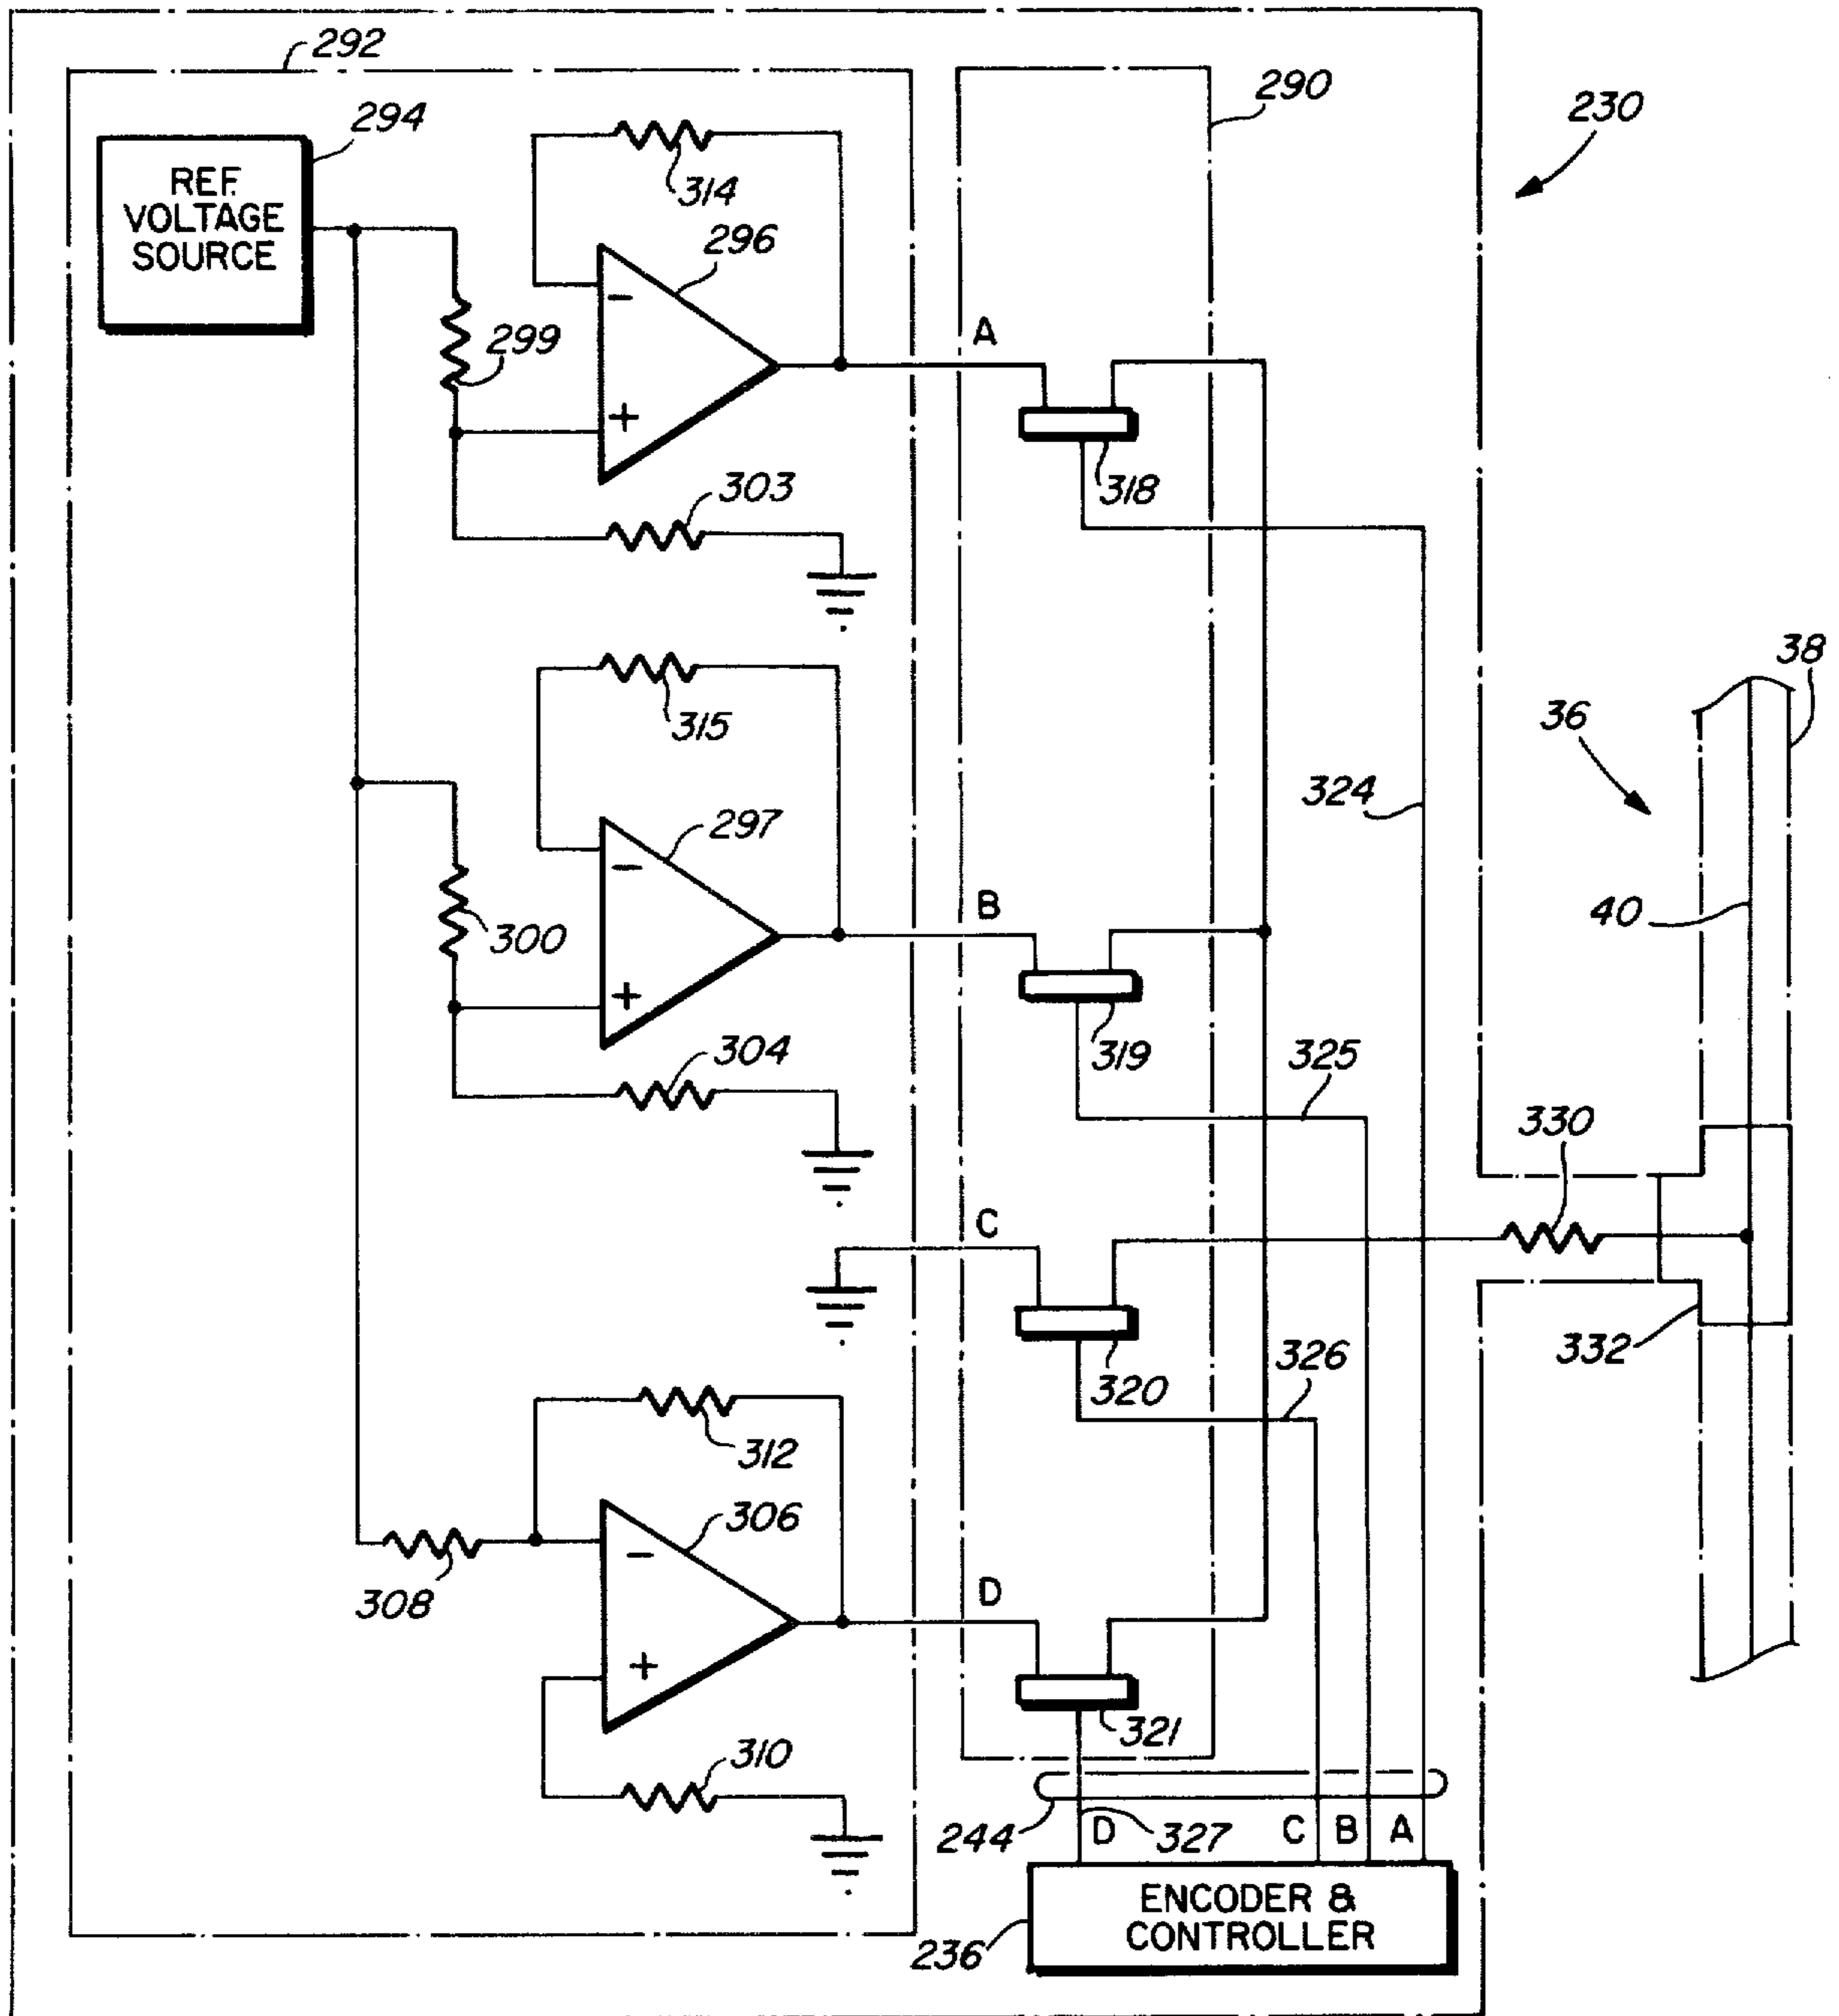 292
290
230
294
REF.
VOLTAGE
SOURCE
314
296
-
299
A
+
303
318
38
315
36
324
297
-
B
40
300
+
304
319
325
330
C
320
326
332
312
306
-
308
D
+
321
310
244
D
327
C
B
A
ENCODER &
CONTROLLER
236